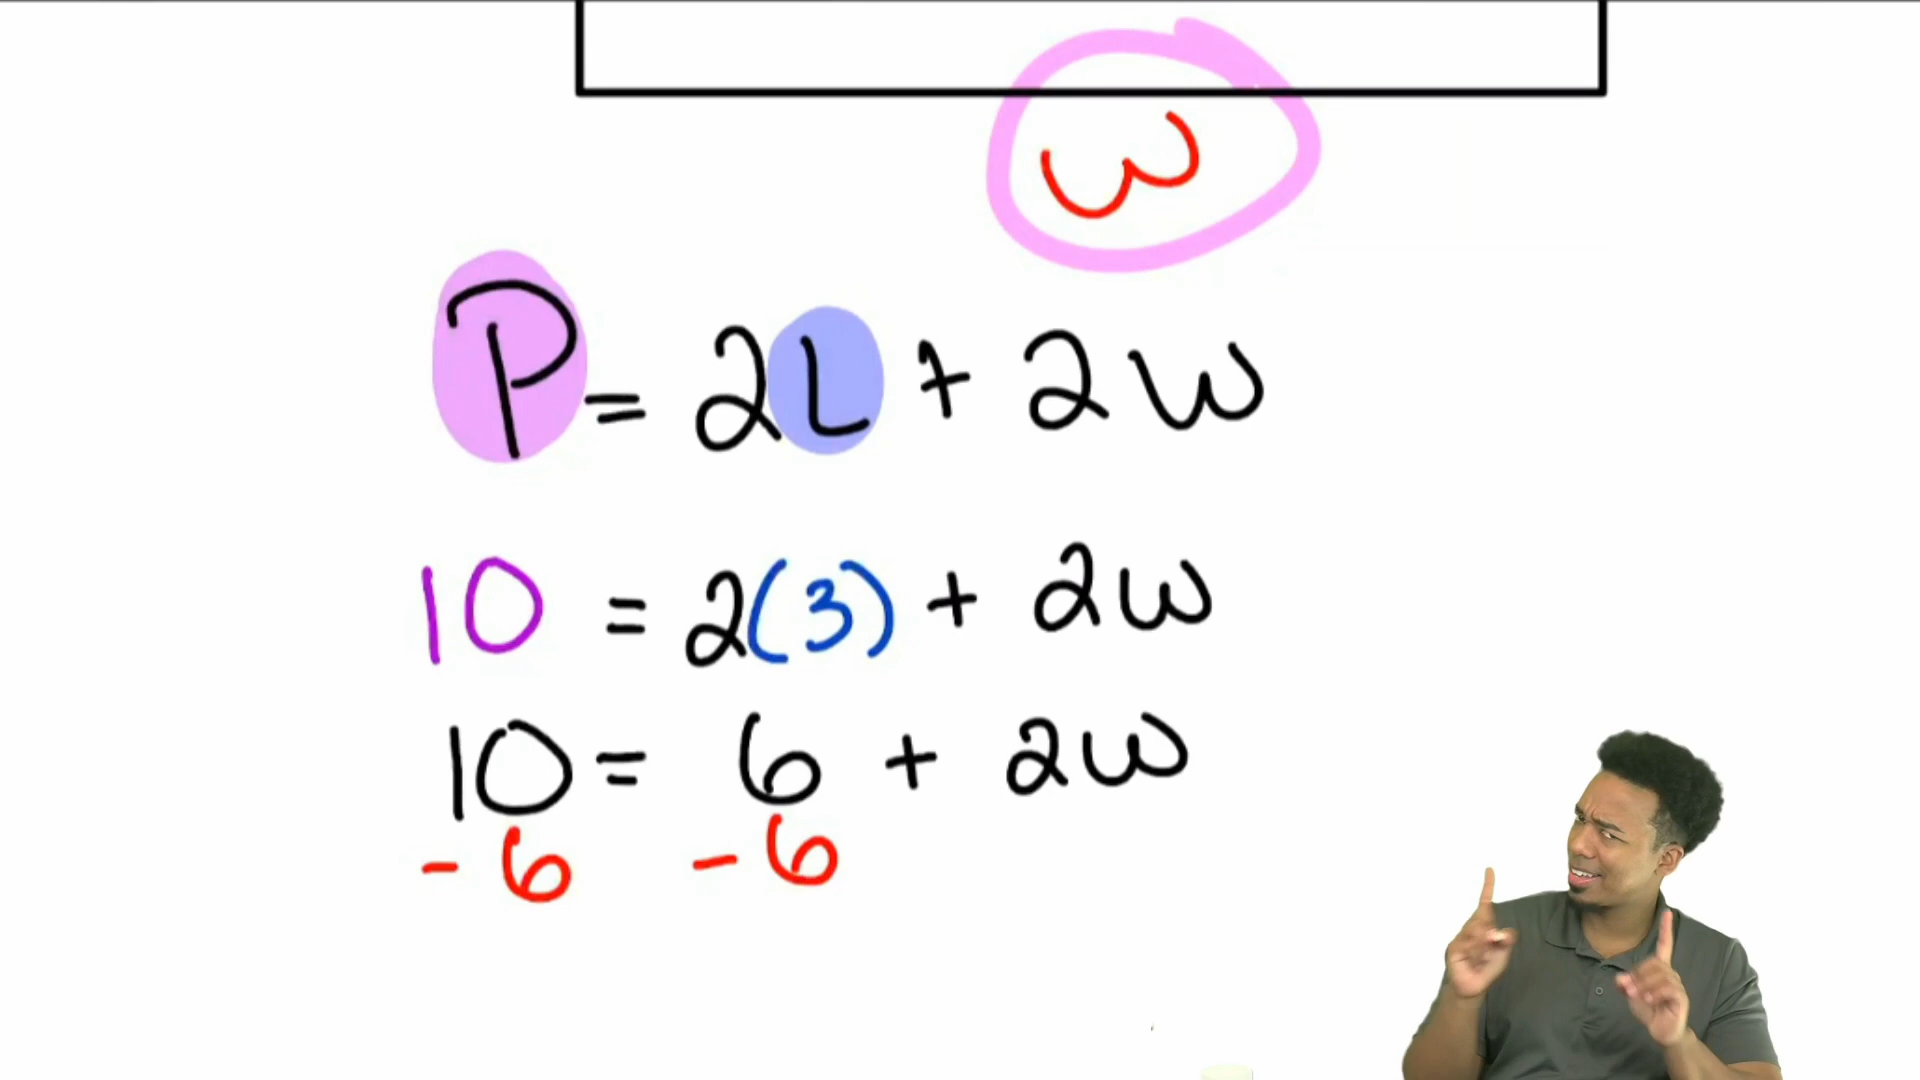 w
P = 2L + 2w
10 = 2(3) + 2w
10 = 6 + 2w
-6 -6